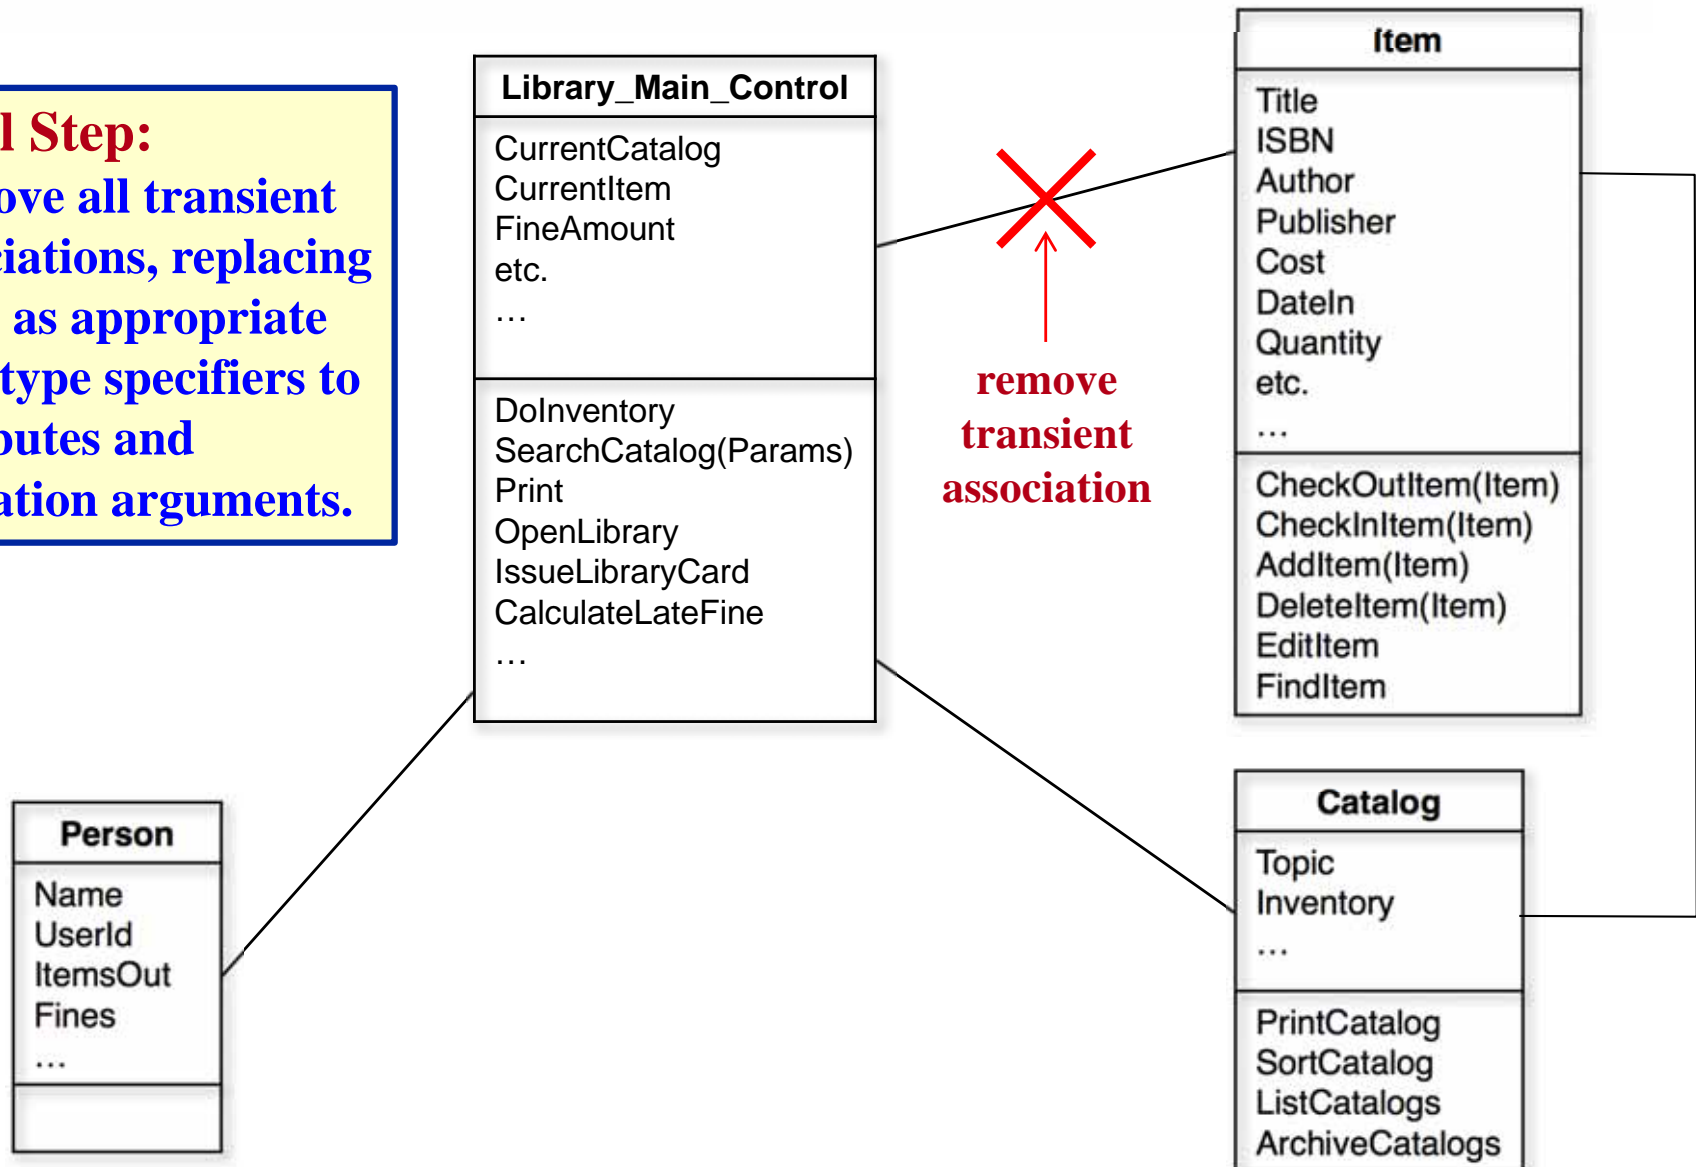 l Step:
ove all transient
ciations, replacing
as appropriate
type specifiers to
butes and
ation arguments.
Library_Main_Control
CurrentCatalog
CurrentItem
FineAmount
etc.
…
DoInventory
SearchCatalog(Params)
Print
OpenLibrary
IssueLibraryCard
CalculateLateFine
…
remove
transient
association
Item
Title
ISBN
Author
Publisher
Cost
DateIn
Quantity
etc.
…
CheckOutItem(Item)
CheckInItem(Item)
AddItem(Item)
DeleteItem(Item)
EditItem
FindItem
Person
Name
UserId
ItemsOut
Fines
…
Catalog
Topic
Inventory
…
PrintCatalog
SortCatalog
ListCatalogs
ArchiveCatalogs